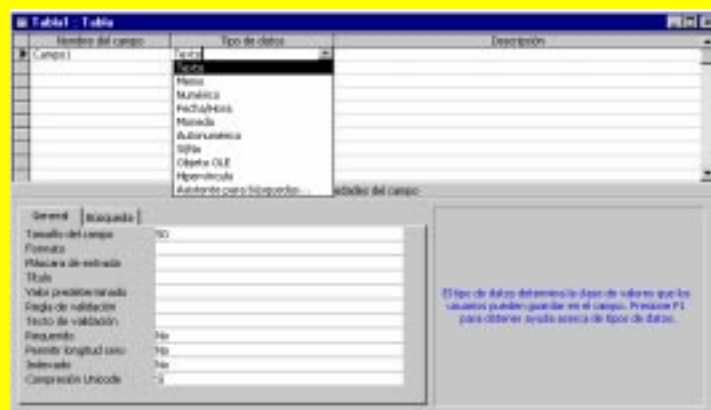 Tabla1 : Tabla
Nombre del campo Tipo de datos Descripción
Campo1 Texto
Texto
Memo
Numérico
Fecha/Hora
Moneda
Autonumérico
Sí/No
Objeto OLE
Hipervínculo
Asistente para búsquedas...
edades del campo
General Búsqueda
Tamaño del campo 50
Formato
Máscara de entrada
Título
Valor predeterminado
Regla de validación
Texto de validación
Requerido No
Permitir longitud cero No
Indexado No
Compresión Unicode
El tipo de datos determina la clase de valores que los
usuarios pueden guardar en el campo. Presione F1
para obtener ayuda acerca de tipos de datos.